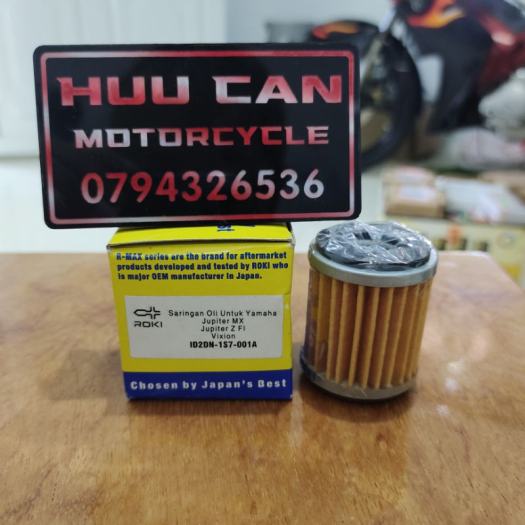 HUU CAN
MOTORCYCLE
0794326536
R-MAX series are the brand for aftermarket
products developed and tested by ROKI who
is major OEM manufacturer in Japan.
ROKI
Saringan Oli Untuk Yamaha
Jupiter MX
Jupiter Z FI
Vixion
ID2DN-1S7-001A
Chosen by Japan's Best